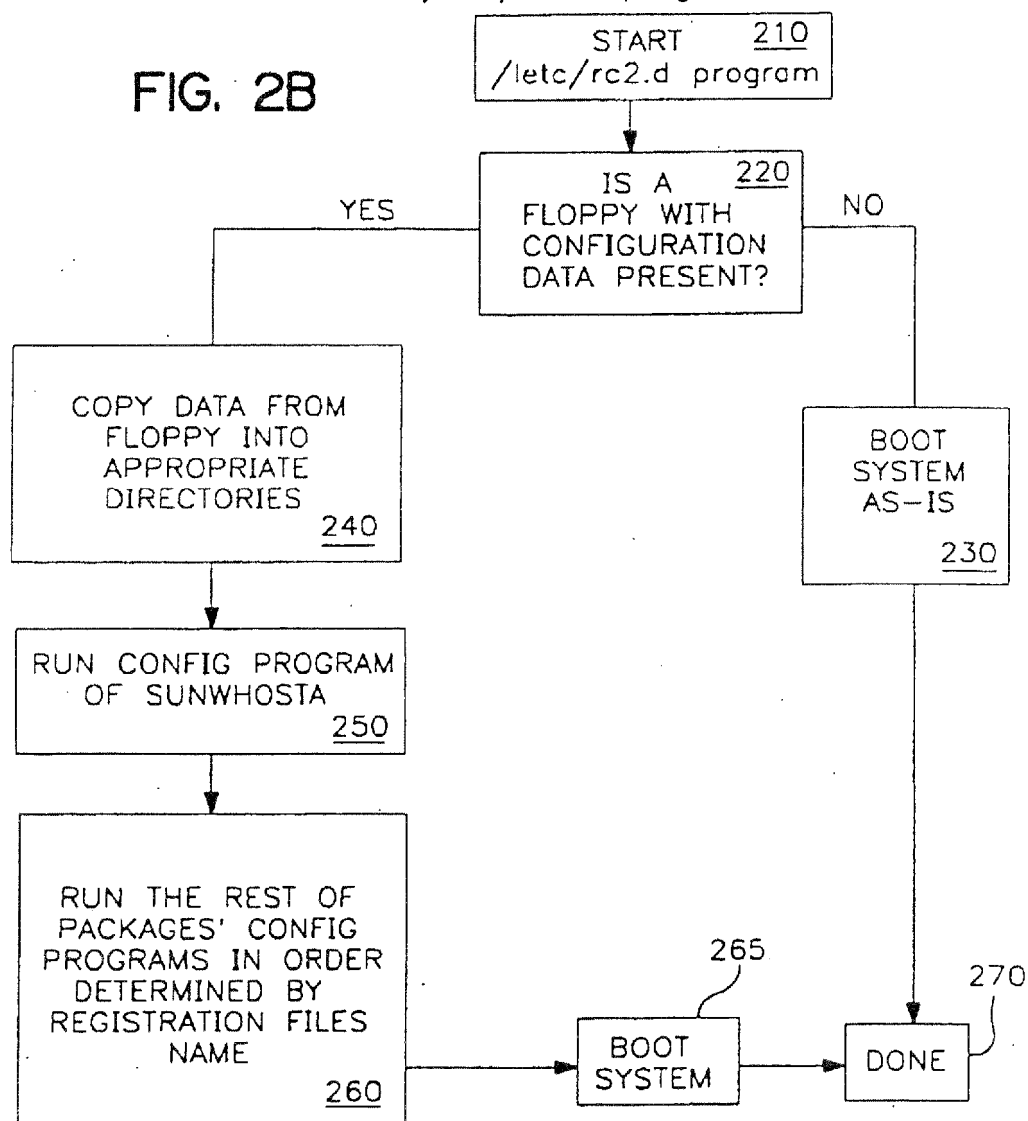 FIG. 2B
START 210
/letc/rc2.d program
220
IS A
FLOPPY WITH
CONFIGURATION
DATA PRESENT?
YES
NO
COPY DATA FROM
FLOPPY INTO
APPROPRIATE
DIRECTORIES
240
BOOT
SYSTEM
AS-IS
230
RUN CONFIG PROGRAM
OF SUNWHOSTA
250
RUN THE REST OF
PACKAGES' CONFIG
PROGRAMS IN ORDER
DETERMINED BY
REGISTRATION FILES
NAME
260
265
BOOT
SYSTEM
270
DONE